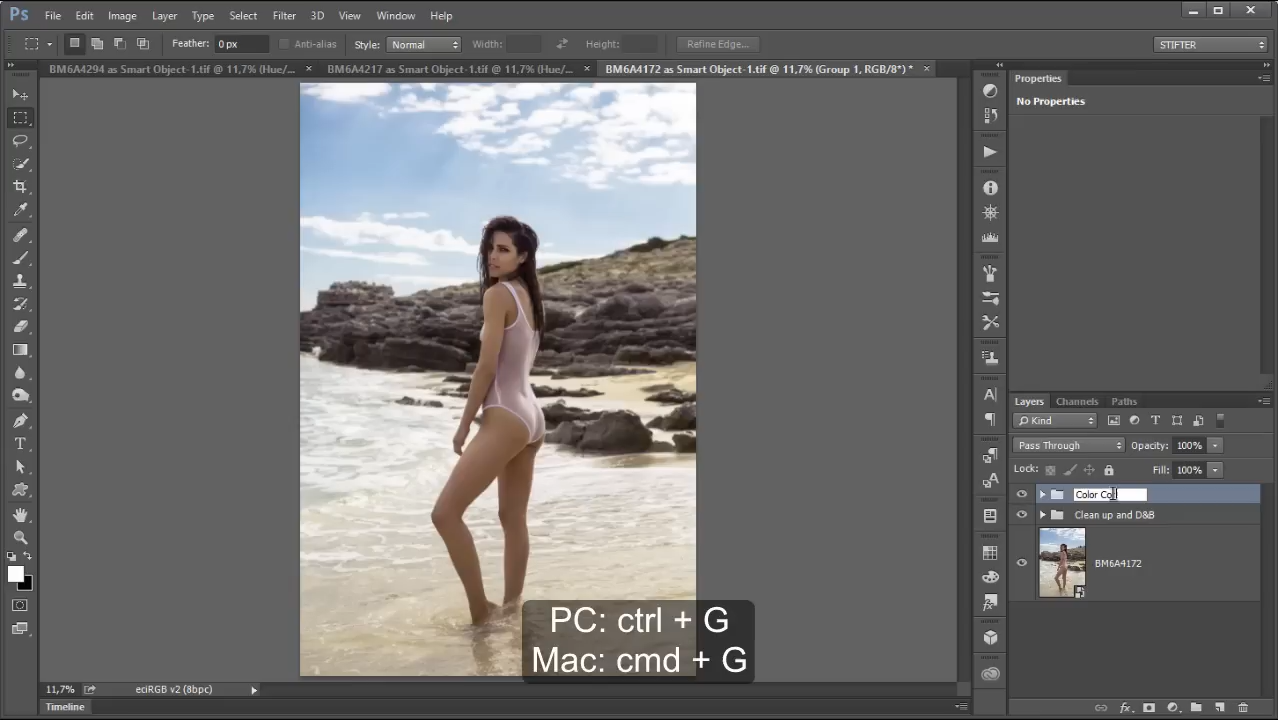 Ps File Edit Image Layer Type Select Filter 3D View Window Help
Feather: 0 px Anti-alias Style: Normal Width: Height: Refine Edge... STIFTER
BM6A4294 as Smart Object-1.tif @ 11,7% (Hue/... × BM6A4217 as Smart Object-1.tif @ 11,7% (Hue/... × BM6A4172 as Smart Object-1.tif @ 11,7% (Group 1, RGB/8*) * ×
Properties
No Properties
Layers Channels Paths
Kind
Pass Through Opacity: 100%
Lock: Fill: 100%
Color Co
Clean up and D&B
BM6A4172
PC: ctrl + G
Mac: cmd + G
11,7% eciRGB v2 (8bpc)
Timeline